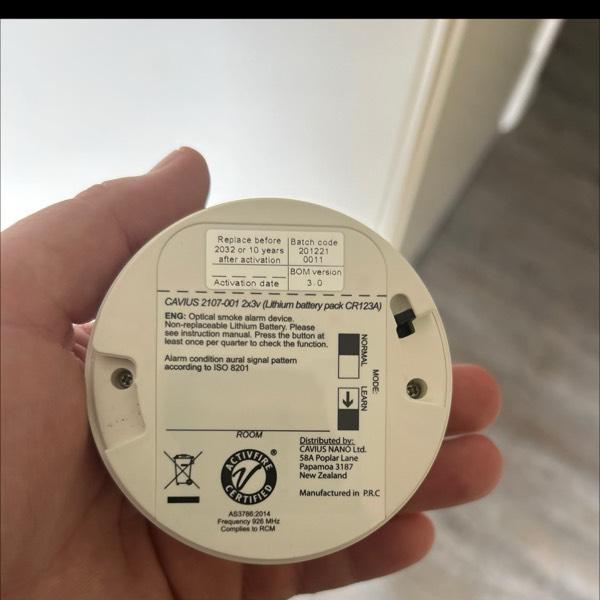 Replace before
2032 or 10 years
after activation
Activation date
Batch code
201221
0011
BOM version
3.0
CAVIUS 2107-001 2x3v (Lithium battery pack CR123A)
ENG: Optical smoke alarm device.
Non-replaceable Lithium Battery. Please
see instruction manual. Press the button at
least once per quarter to check the function.
Alarm condition aural signal pattern
according to ISO 8201
MODE:
NORMAL
LEARN
ROOM
ACTIVFIRE®
CERTIFIED
AS3786:2014
Frequency 926 MHz
Complies to RCM
Distributed by:
CAVIUS NANO Ltd.
58A Poplar Lane
Papamoa 3187
New Zealand
Manufactured in P.R.C